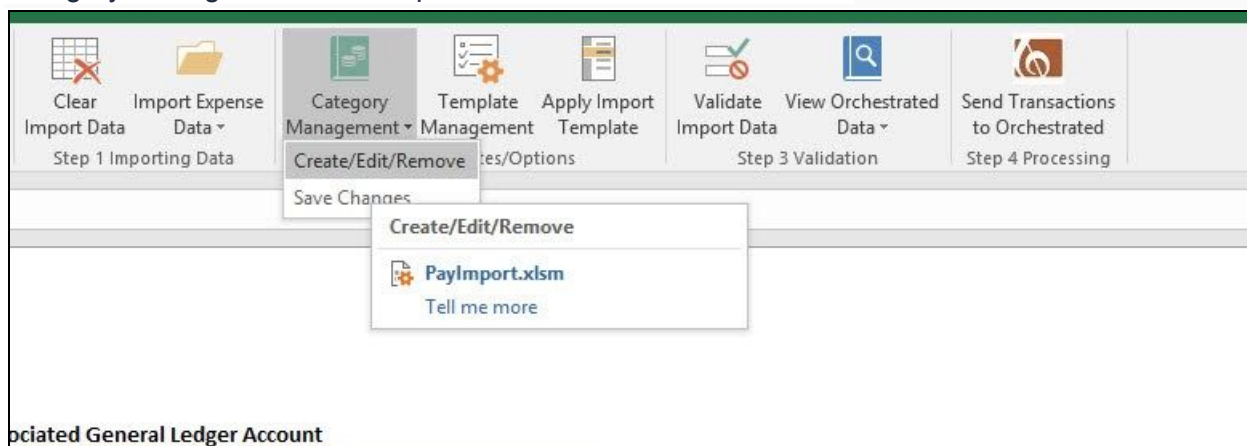 Clear
Import Data
Import Expense
Data
Category
Management
Template
Management
Apply Import
Template
Validate
Import Data
View Orchestrated
Data
Send Transactions
to Orchestrated
Step 1 Importing Data
tes/Options
Step 3 Validation
Step 4 Processing
Create/Edit/Remove
Save Changes
Create/Edit/Remove
PayImport.xlsm
Tell me more
ociated General Ledger Account